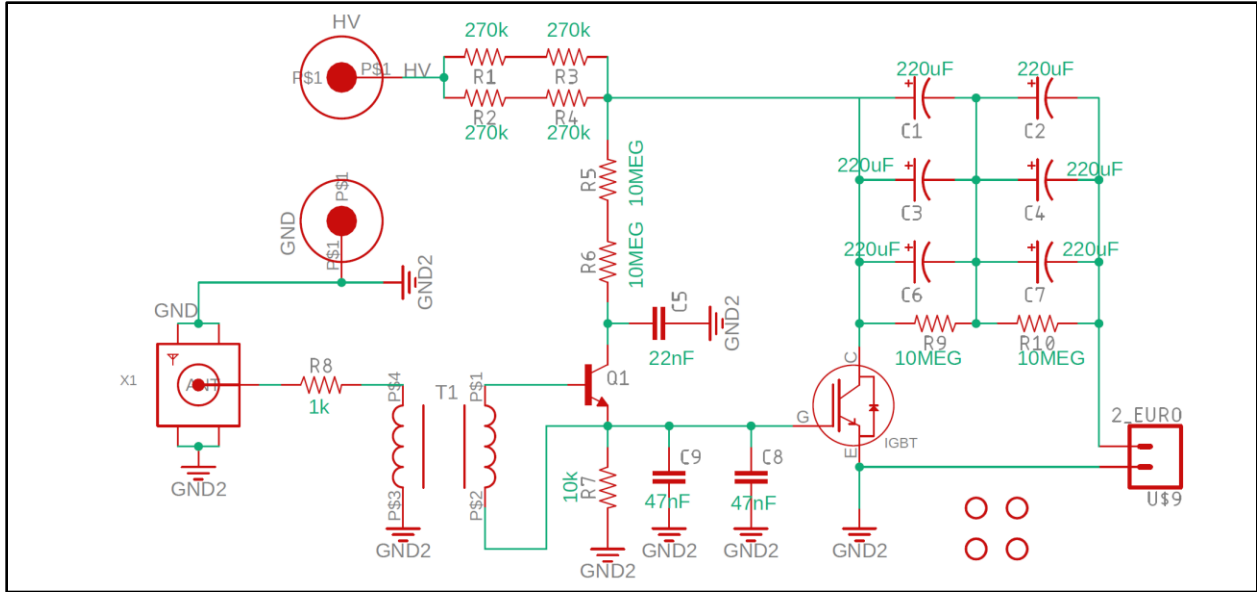 HV
P$1
P$1
HV
270k
270k
R1
R3
R2
R4
270k
270k
220uF
220uF
C1
C2
R5
10MEG
220uF
220uF
C3
C4
P$1
GND
P$1
GND2
R6
10MEG
220uF
220uF
C6
C7
C5
GND2
22nF
R9
R10
10MEG
10MEG
GND
X1
ANT
R8
1k
P$4
T1
P$1
Q1
C
G
E
IGBT
2_EURO
U$9
P$3
P$2
10k
R7
C9
47nF
C8
47nF
GND2
GND2
GND2
GND2
GND2
GND2